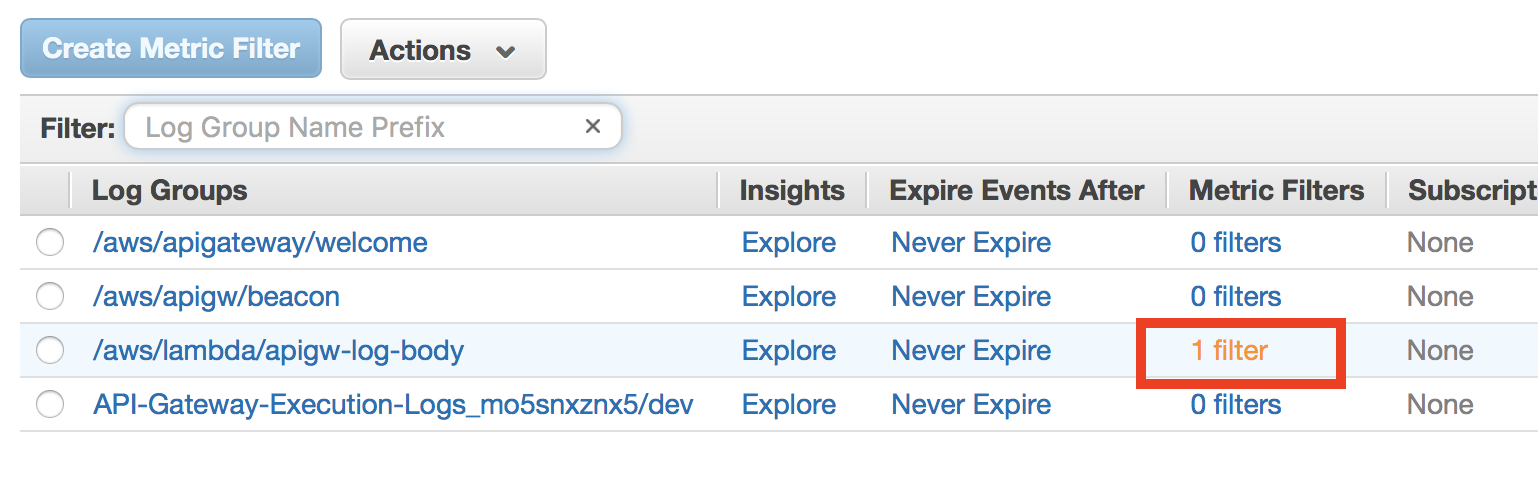 Create Metric Filter Actions
Filter: Log Group Name Prefix ×
Log Groups Insights Expire Events After Metric Filters Subscript
/aws/apigateway/welcome Explore Never Expire 0 filters None
/aws/apigw/beacon Explore Never Expire 0 filters None
/aws/lambda/apigw-log-body Explore Never Expire 1 filter None
API-Gateway-Execution-Logs_mo5snxznx5/dev Explore Never Expire 0 filters None